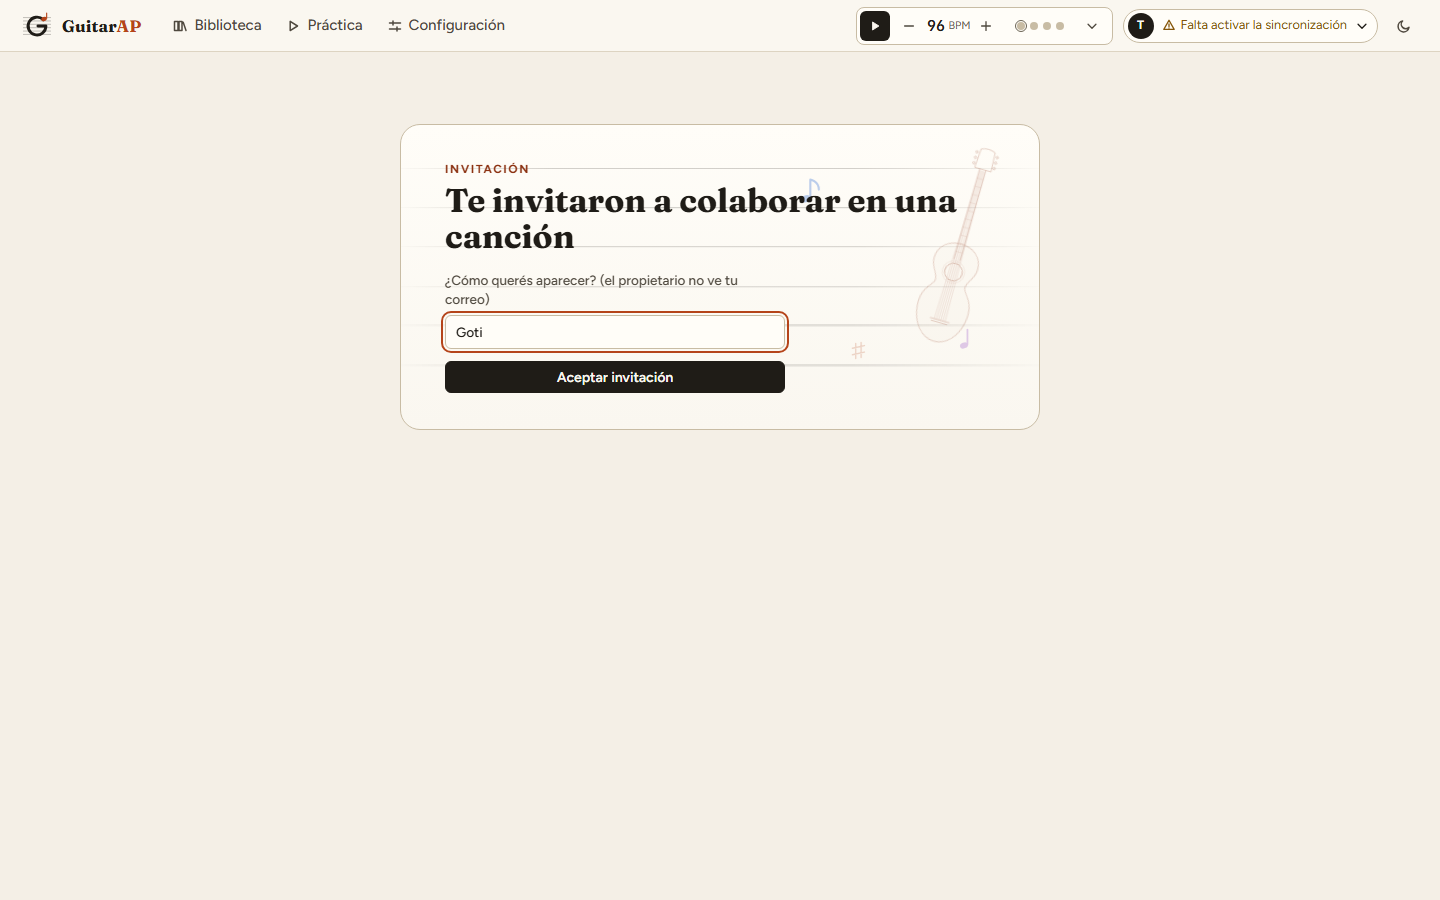 GuitarAP
Biblioteca
Práctica
Configuración
96 BPM
T
Falta activar la sincronización
INVITACIÓN
Te invitaron a colaborar en una
canción
¿Cómo querés aparecer? (el propietario no ve tu
correo)
Goti
Aceptar invitación